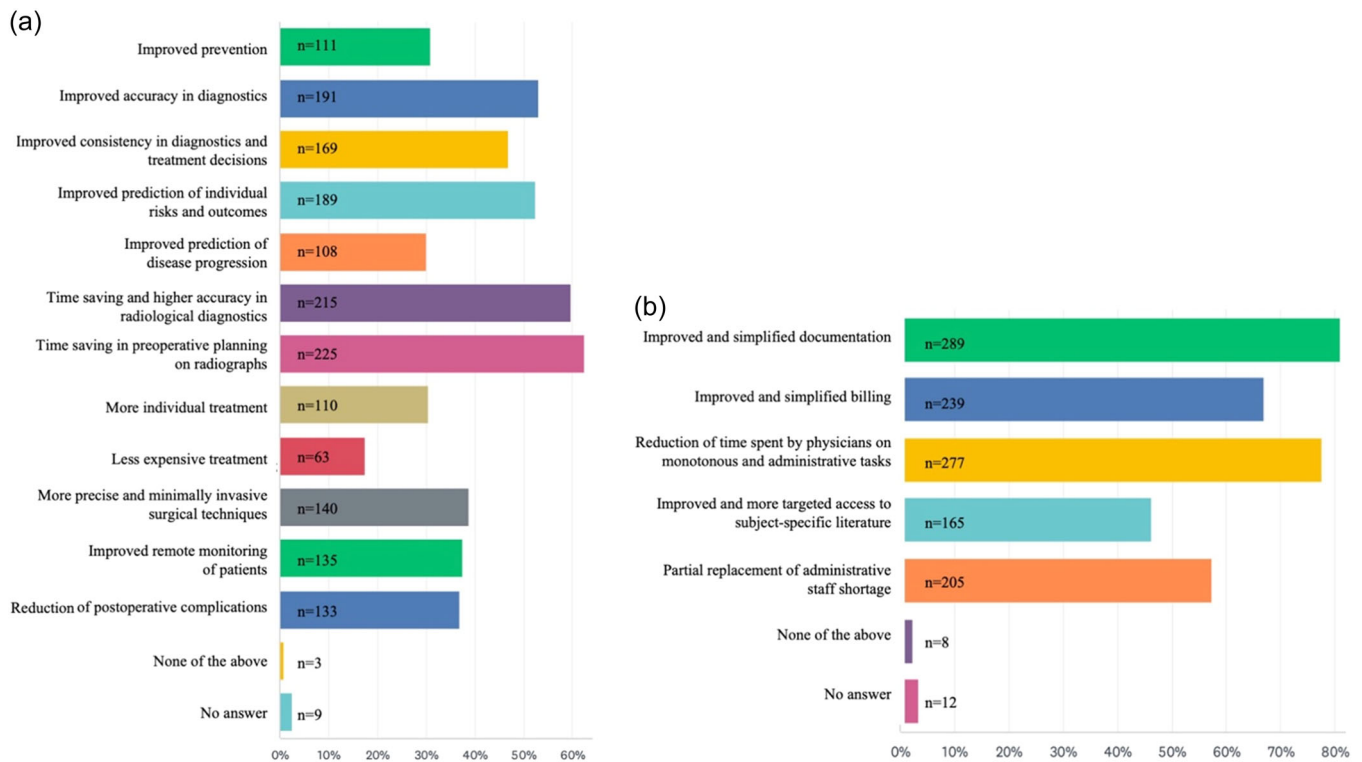 (a)
Improved prevention
n=111
Improved accuracy in diagnostics
n=191
Improved consistency in diagnostics and
treatment decisions
n=169
Improved prediction of individual
risks and outcomes
n=189
Improved prediction of
disease progression
n=108
Time saving and higher accuracy in
radiological diagnostics
n=215
Time saving in preoperative planning
on radiographs
n=225
More individual treatment
n=110
Less expensive treatment
n=63
More precise and minimally invasive
surgical techniques
n=140
Improved remote monitoring
of patients
n=135
Reduction of postoperative complications
n=133
None of the above
n=3
No answer
n=9
0% 10% 20% 30% 40% 50% 60%
(b)
Improved and simplified documentation
n=289
Improved and simplified billing
n=239
Reduction of time spent by physicians on
monotonous and administrative tasks
n=277
Improved and more targeted access to
subject-specific literature
n=165
Partial replacement of administrative
staff shortage
n=205
None of the above
n=8
No answer
n=12
0% 10% 20% 30% 40% 50% 60% 70% 80%